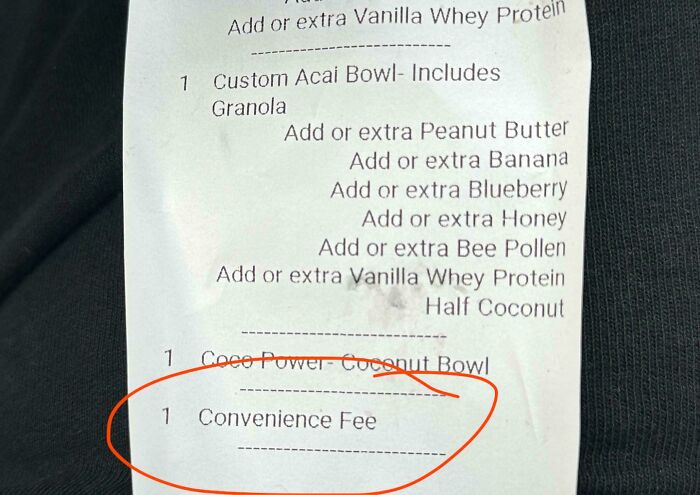 Add or extra Vanilla Whey Protein
--------------------------
1 Custom Acai Bowl- Includes
Granola
Add or extra Peanut Butter
Add or extra Banana
Add or extra Blueberry
Add or extra Honey
Add or extra Bee Pollen
Add or extra Vanilla Whey Protein
Half Coconut
--------------------------
1 Coco Power- Coconut Bowl
--------------------------
1 Convenience Fee
--------------------------